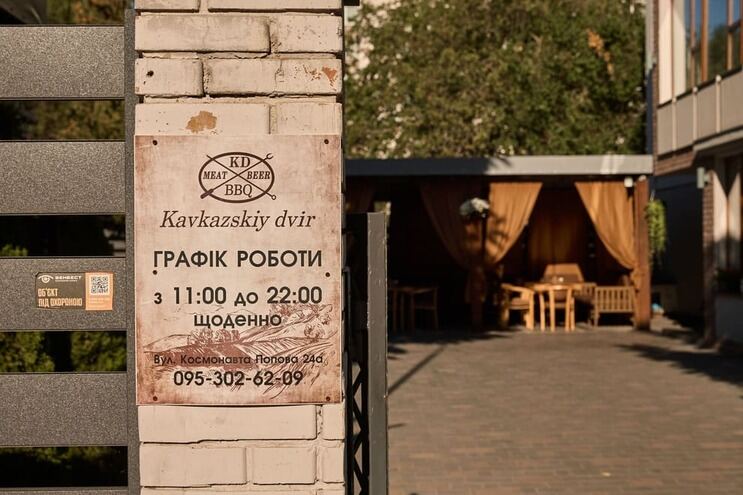 KD
MEAT BEER
BBQ
Kavkazskiy dvir
ГРАФІК РОБОТИ
з 11:00 до 22:00
щоденно
Вул. Космонавта Попова 24а
095-302-62-09
ВЕНБЕСТ
ОБ'ЄКТ
ПІД ОХОРОНОЮ